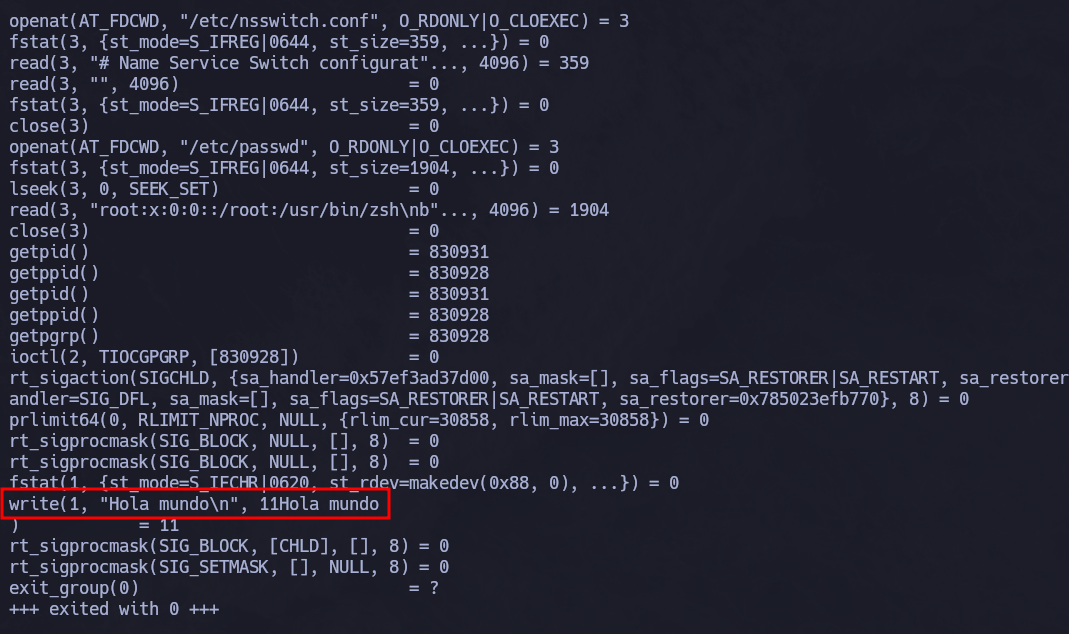 openat(AT_FDCWD, "/etc/nsswitch.conf", O_RDONLY|O_CLOEXEC) = 3
fstat(3, {st_mode=S_IFREG|0644, st_size=359, ...}) = 0
read(3, "# Name Service Switch configurat"..., 4096) = 359
read(3, "", 4096)                       = 0
fstat(3, {st_mode=S_IFREG|0644, st_size=359, ...}) = 0
close(3)                                = 0
openat(AT_FDCWD, "/etc/passwd", O_RDONLY|O_CLOEXEC) = 3
fstat(3, {st_mode=S_IFREG|0644, st_size=1904, ...}) = 0
lseek(3, 0, SEEK_SET)                   = 0
read(3, "root:x:0:0::/root:/usr/bin/zsh\nb"..., 4096) = 1904
close(3)                                = 0
getpid()                                = 830931
getppid()                               = 830928
getpid()                                = 830931
getppid()                               = 830928
getpgrp()                               = 830928
ioctl(2, TIOCGPGRP, [830928])           = 0
rt_sigaction(SIGCHLD, {sa_handler=0x57ef3ad37d00, sa_mask=[], sa_flags=SA_RESTORER|SA_RESTART, sa_restorer
andler=SIG_DFL, sa_mask=[], sa_flags=SA_RESTORER|SA_RESTART, sa_restorer=0x785023efb770}, 8) = 0
prlimit64(0, RLIMIT_NPROC, NULL, {rlim_cur=30858, rlim_max=30858}) = 0
rt_sigprocmask(SIG_BLOCK, NULL, [], 8)  = 0
rt_sigprocmask(SIG_BLOCK, NULL, [], 8)  = 0
fstat(1, {st_mode=S_IFCHR|0620, st_rdev=makedev(0x88, 0), ...}) = 0
write(1, "Hola mundo\n", 11Hola mundo
)            = 11
rt_sigprocmask(SIG_BLOCK, [CHLD], [], 8) = 0
rt_sigprocmask(SIG_SETMASK, [], NULL, 8) = 0
exit_group(0)                           = ?
+++ exited with 0 +++